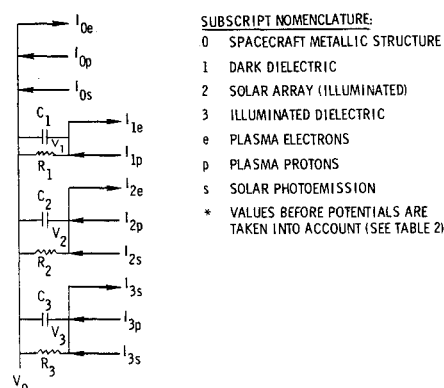 I0e
I0p
I0s
C1
I1e
V1
I1p
R1
I2e
C2
I2p
V2
I2s
R2
I3s
C3
I3p
V3
I3s
R3
V0
SUBSCRIPT NOMENCLATURE:
0 SPACECRAFT METALLIC STRUCTURE
1 DARK DIELECTRIC
2 SOLAR ARRAY (ILLUMINATED)
3 ILLUMINATED DIELECTRIC
e PLASMA ELECTRONS
p PLASMA PROTONS
s SOLAR PHOTOEMISSION
* VALUES BEFORE POTENTIALS ARE
TAKEN INTO ACCOUNT (SEE TABLE 2)